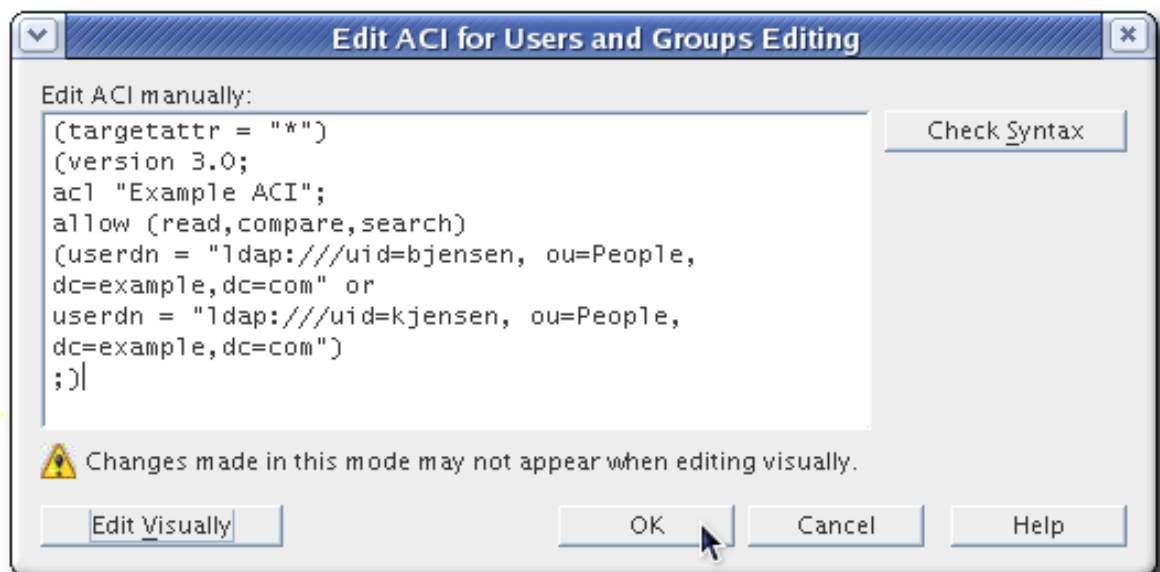 Edit ACI for Users and Groups Editing
Edit ACI manually:
(targetattr = "*")
(version 3.0;
acl "Example ACI";
allow (read,compare,search)
(userdn = "ldap:///uid=bjensen, ou=People,
dc=example,dc=com" or
userdn = "ldap:///uid=kjensen, ou=People,
dc=example,dc=com")
;)
Check Syntax
Changes made in this mode may not appear when editing visually.
Edit Visually
OK
Cancel
Help